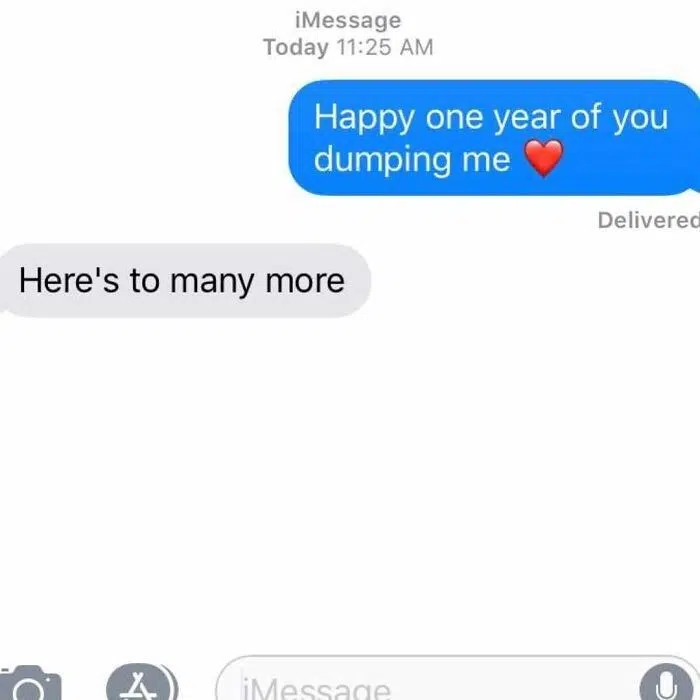 iMessage
Today 11:25 AM
Happy one year of you
dumping me ❤️
Delivered
Here's to many more
iMessage